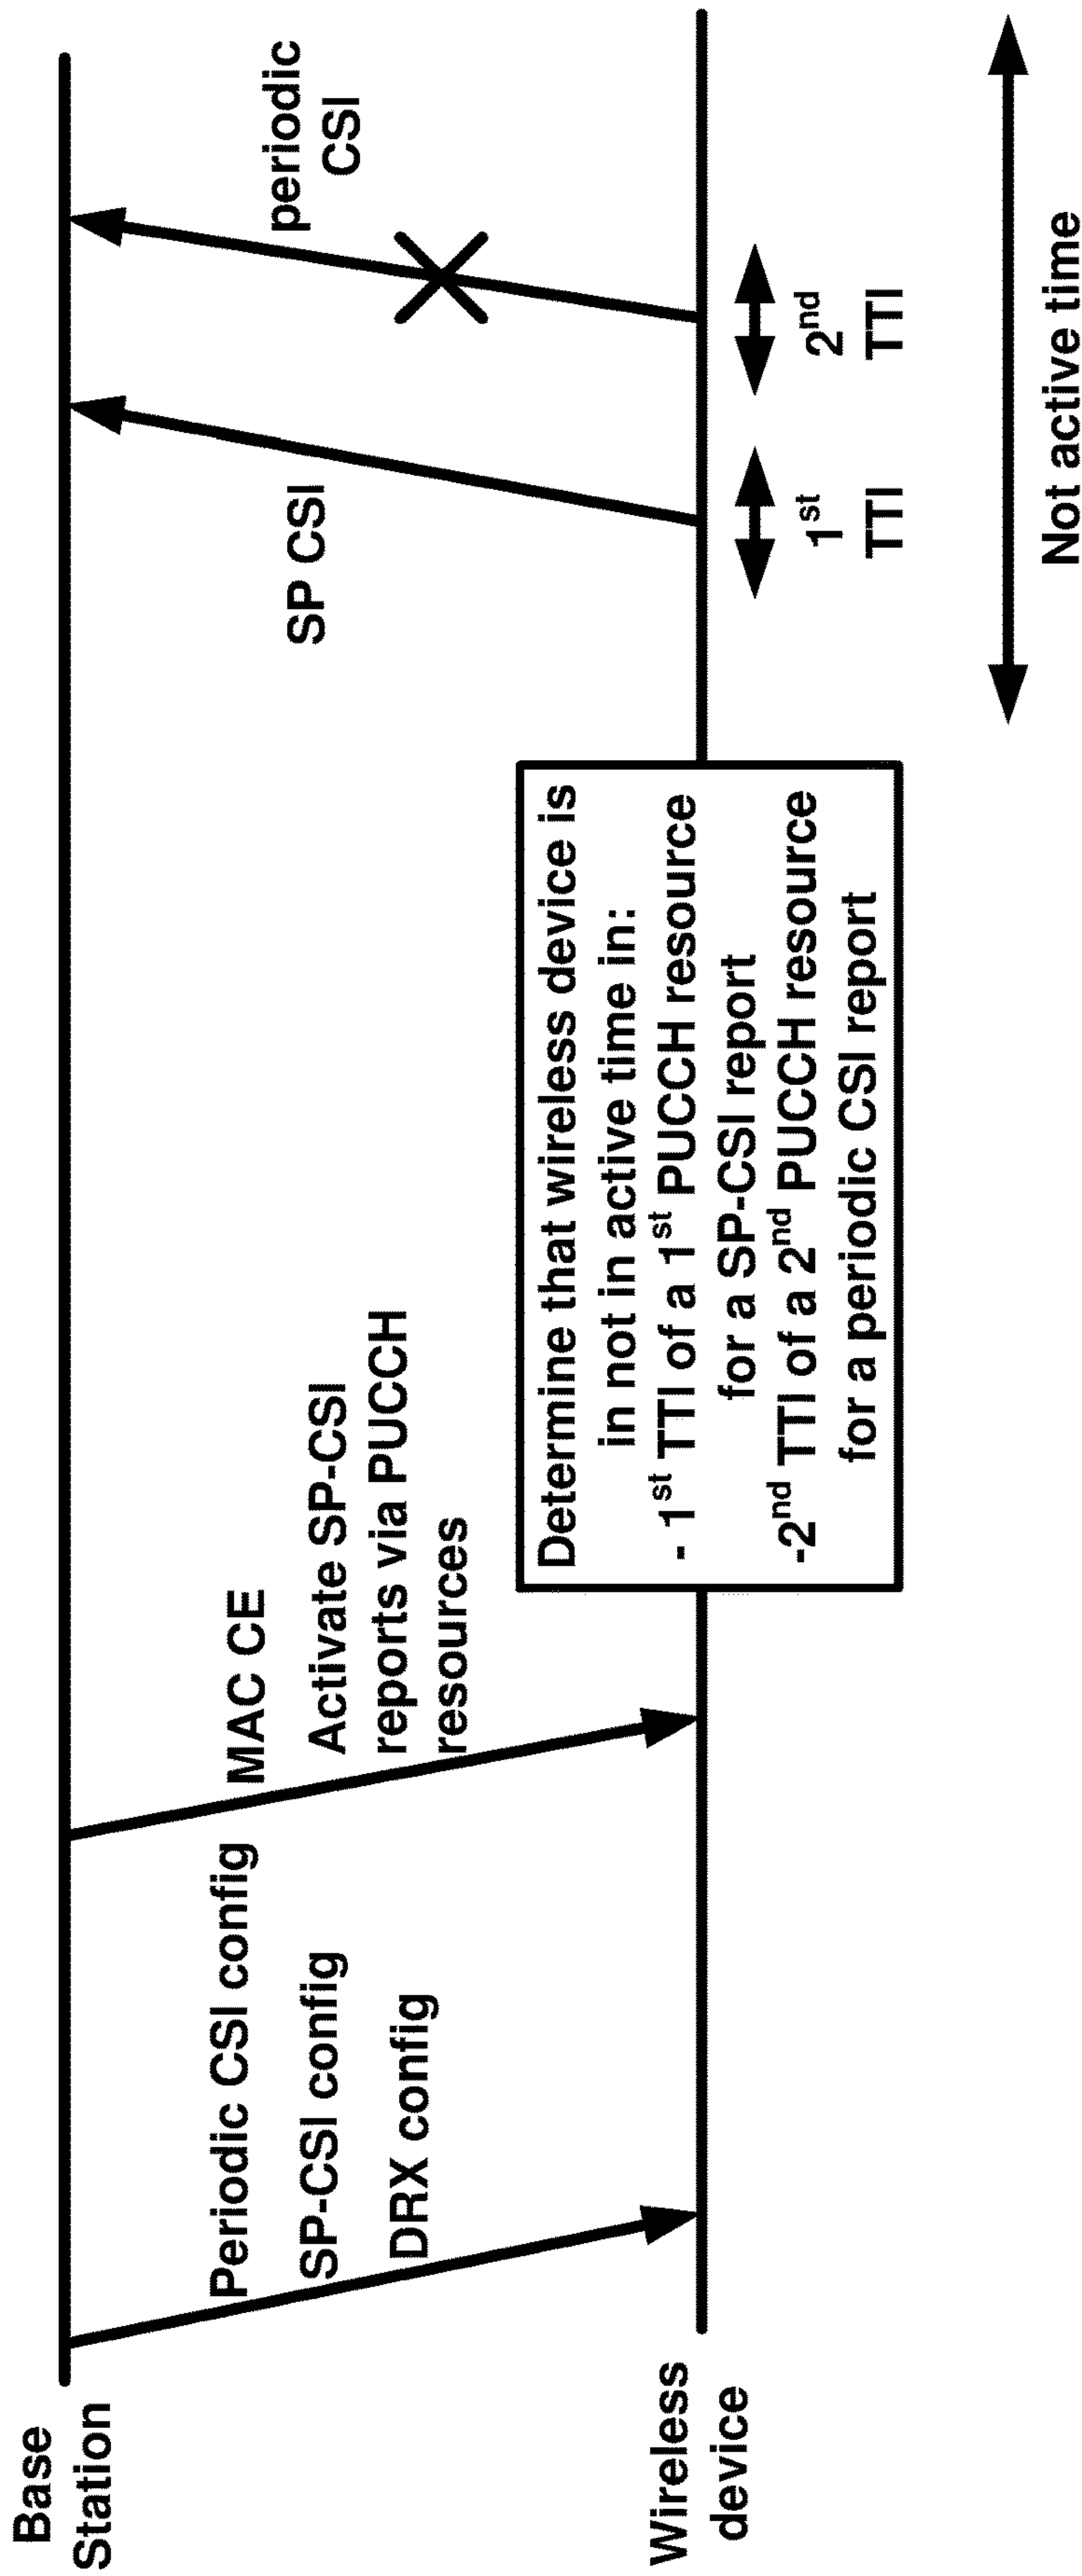 Base
Station
Wireless
device
Periodic CSI config
SP-CSI config
DRX config
MAC CE
Activate SP-CSI
reports via PUCCH
resources
Determine that wireless device is
in not in active time in:
- 1st TTI of a 1st PUCCH resource
for a SP-CSI report
-2nd TTI of a 2nd PUCCH resource
for a periodic CSI report
SP CSI
periodic
CSI
1st
TTI
2nd
TTI
Not active time